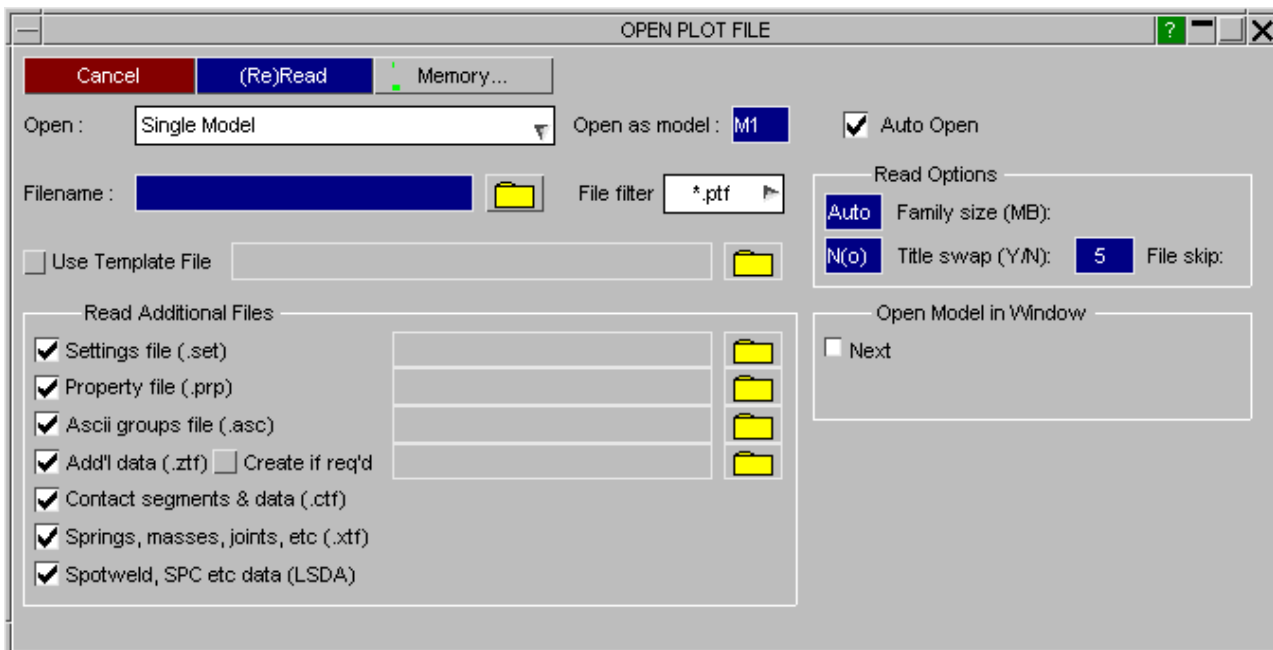 OPEN PLOT FILE ?
Cancel (Re)Read Memory...
Open : Single Model Open as model : M1 Auto Open
Read Options
Filename : File filter *.ptf
Auto Family size (MB):
Use Template File
N(o) Title swap (Y/N): 5 File skip:
Read Additional Files
Open Model in Window
Settings file (.set)
Next
Property file (.prp)
Ascii groups file (.asc)
Add'l data (.ztf) Create if req'd
Contact segments & data (.ctf)
Springs, masses, joints, etc (.xtf)
Spotweld, SPC etc data (LSDA)